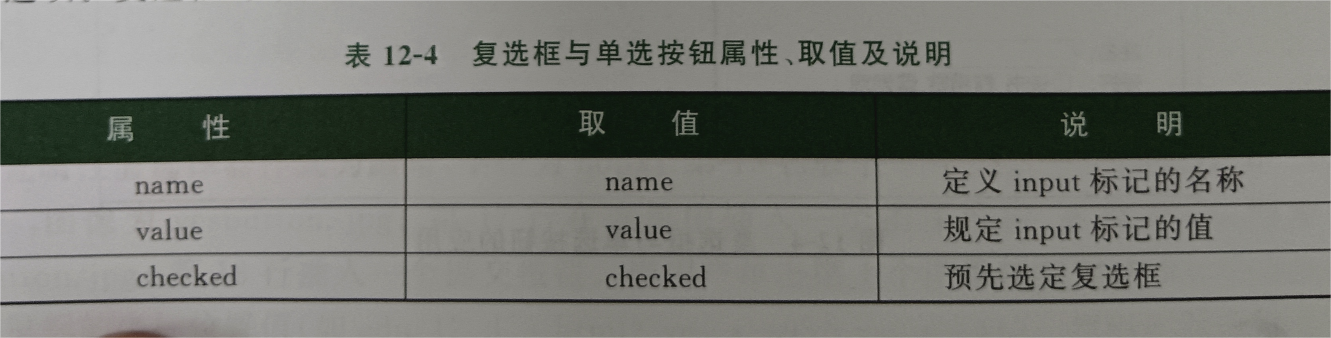 表 12-4 复选框与单选按钮属性、取值及说明
属 性 取 值 说 明
name name 定义 input 标记的名称
value value 规定 input 标记的值
checked checked 预先选定复选框